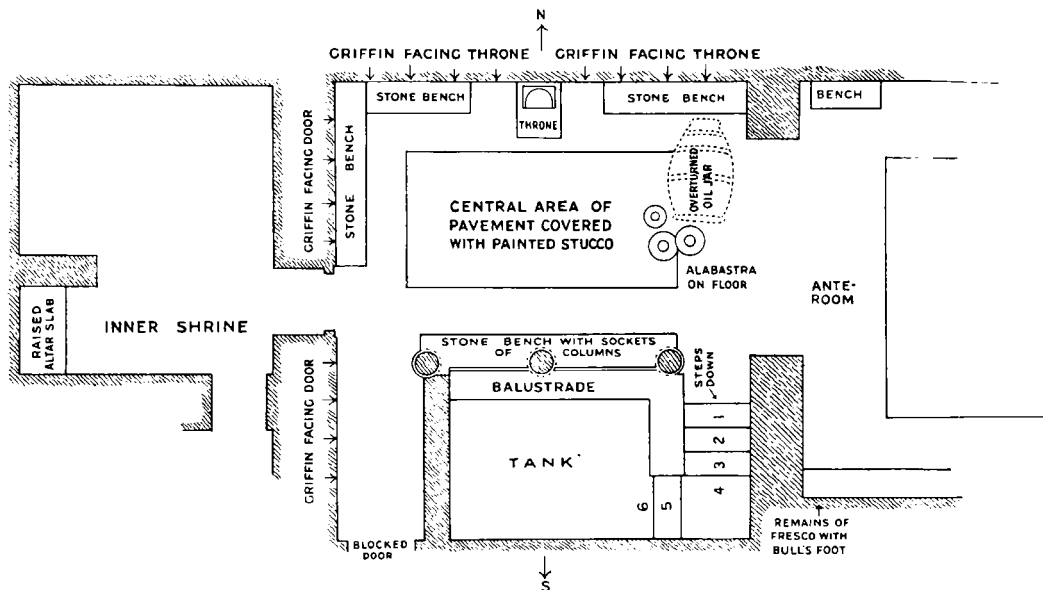 N
GRIFFIN FACING THRONE
GRIFFIN FACING THRONE
STONE BENCH
THRONE
STONE BENCH
BENCH
GRIFFIN FACING DOOR
STONE BENCH
OVERTURNED
OIL JAR
CENTRAL AREA OF
PAVEMENT COVERED
WITH PAINTED STUCCO
ALABASTRA
ON FLOOR
ANTE-
ROOM
RAISED
ALTAR SLAB
INNER SHRINE
STONE BENCH WITH SOCKETS
OF COLUMNS
BALUSTRADE
STEPS
DOWN
GRIFFIN FACING DOOR
1
2
3
4
5
6
TANK
BLOCKED
DOOR
REMAINS OF
FRESCO WITH
BULL'S FOOT
S